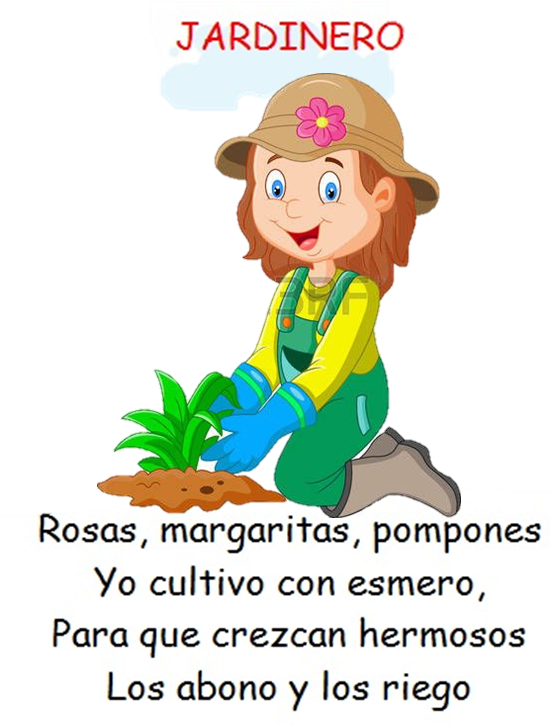 JARDINERO
Rosas, margaritas, pompones
Yo cultivo con esmero,
Para que crezcan hermosos
Los abono y los riego